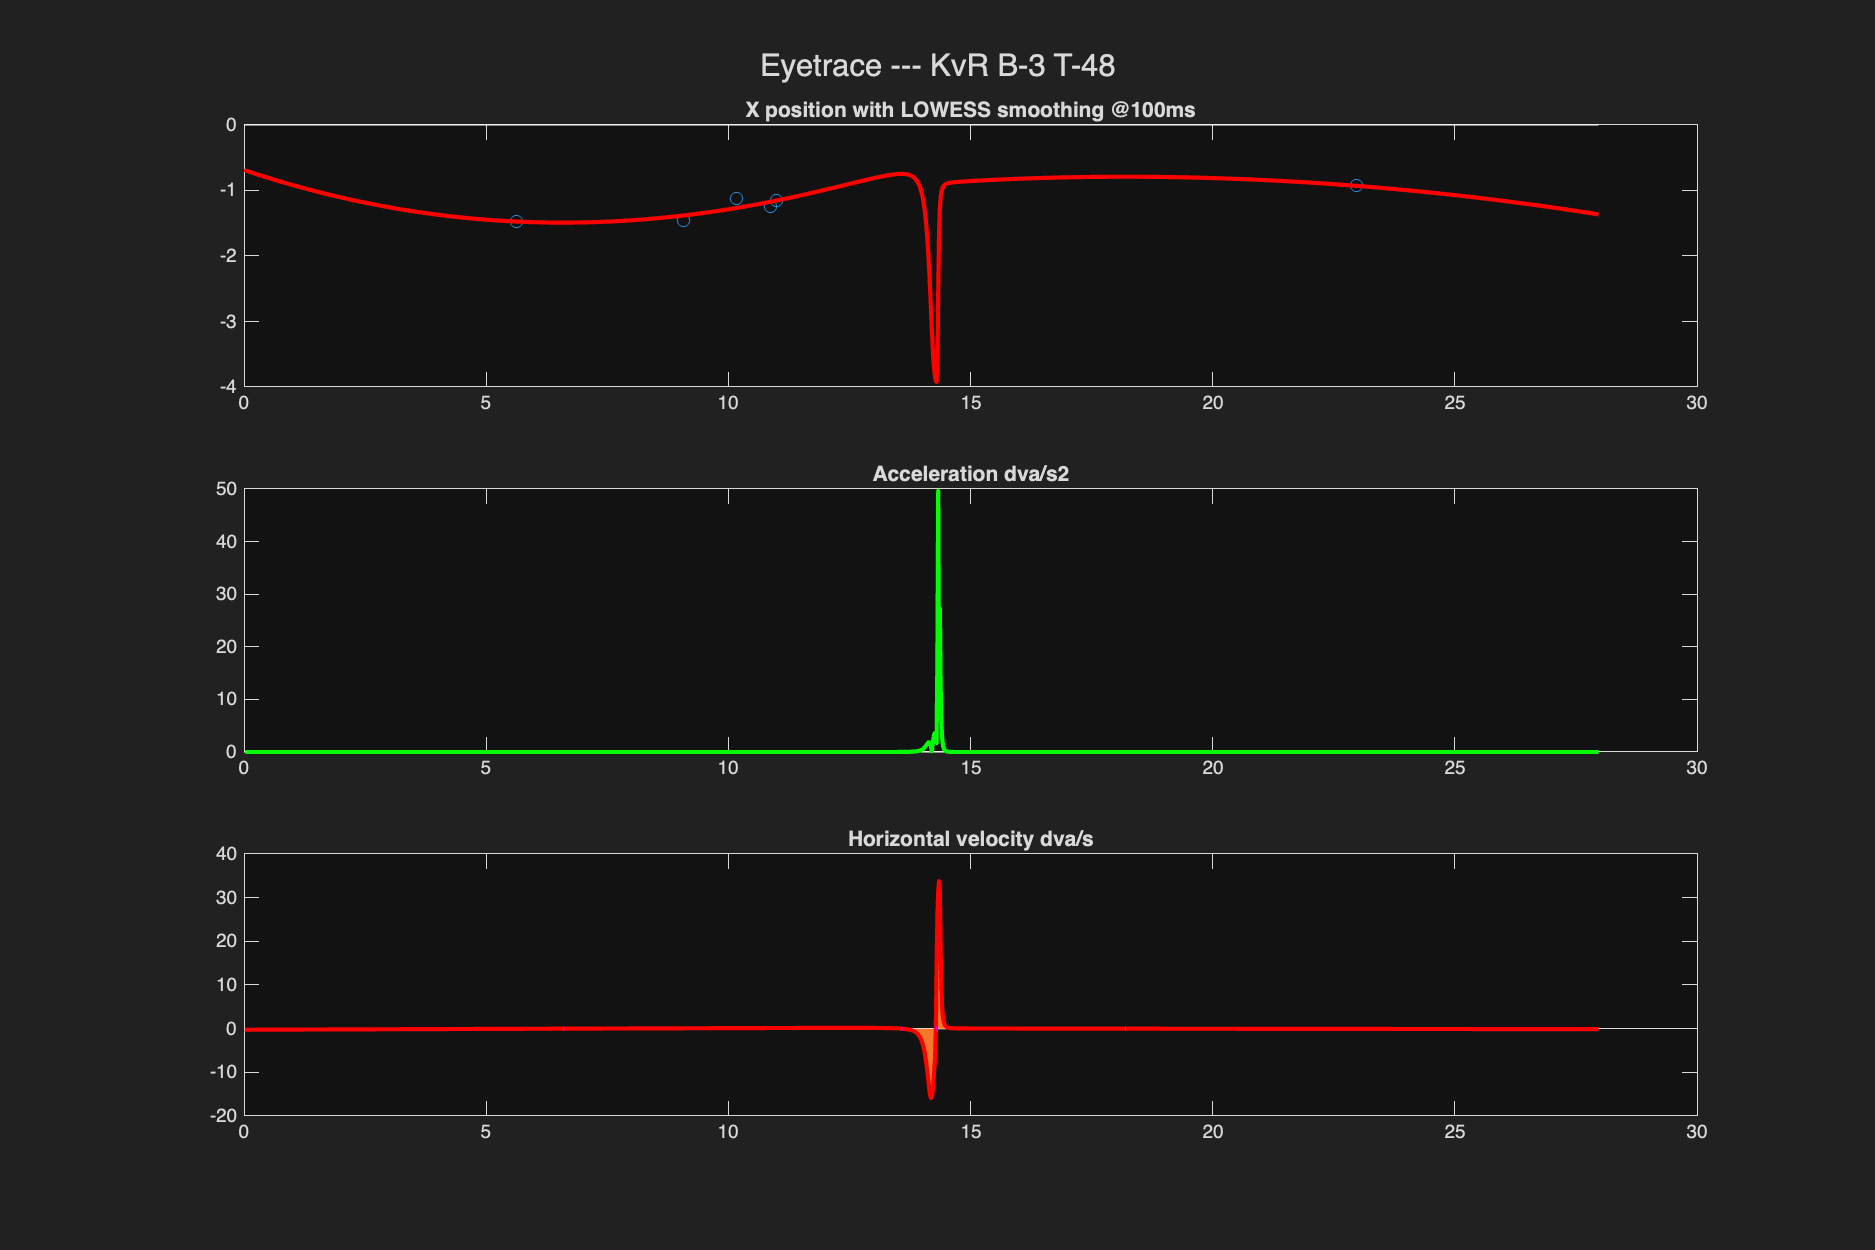 Eyetrace --- KvR B-3 T-48
X position with LOWESS smoothing @100ms
0
-1
-2
-3
-4
0 5 10 15 20 25 30
Acceleration dva/s2
50
40
30
20
10
0
0 5 10 15 20 25 30
Horizontal velocity dva/s
40
30
20
10
0
-10
-20
0 5 10 15 20 25 30